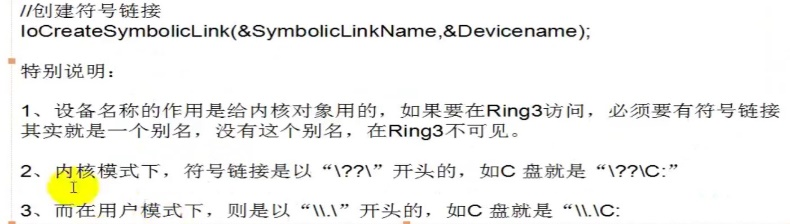 //创建符号链接
IoCreateSymbolicLink(&SymbolicLinkName,&Devicename);
特别说明：
1、设备名称的作用是给内核对象用的，如果要在Ring3访问，必须要有符号链接
其实就是一个别名，没有这个别名，在Ring3不可见。
2、内核模式下，符号链接是以“\??\”开头的，如C 盘就是“\??\C:”
3、而在用户模式下，则是以“\\.\”开头的，如C 盘就是“\\.\C: